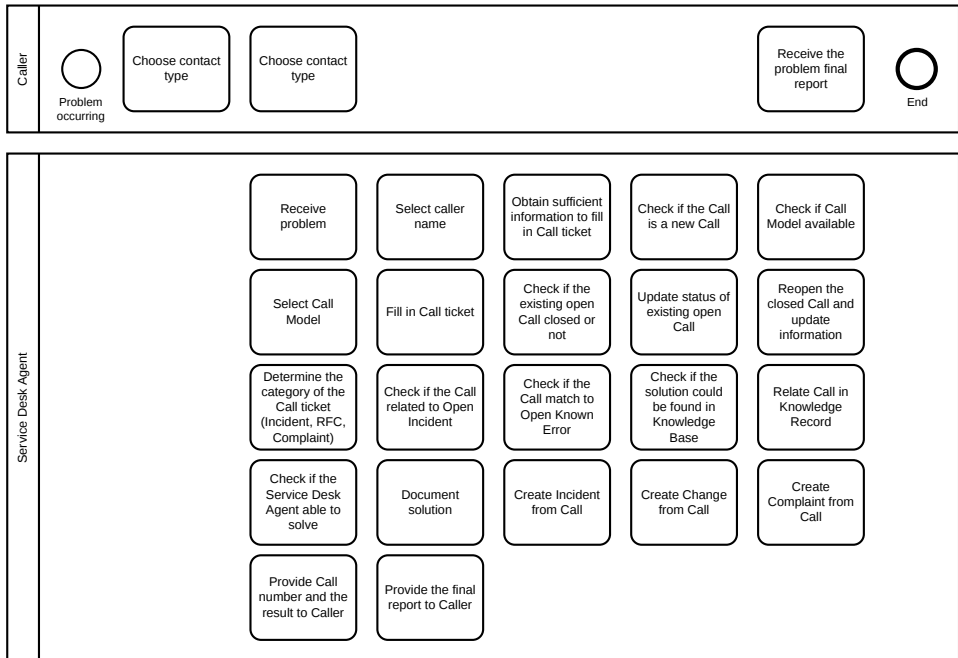 Caller
Problem
occurring
Choose contact
type
Choose contact
type
Receive the
problem final
report
End
Service Desk Agent
Receive
problem
Select caller
name
Obtain sufficient
information to fill
in Call ticket
Check if the Call
is a new Call
Check if Call
Model available
Select Call
Model
Fill in Call ticket
Check if the
existing open
Call closed or
not
Update status of
existing open
Call
Reopen the
closed Call and
update
information
Determine the
category of the
Call ticket
(Incident, RFC,
Complaint)
Check if the Call
related to Open
Incident
Check if the
Call match to
Open Known
Error
Check if the
solution could
be found in
Knowledge
Base
Relate Call in
Knowledge
Record
Check if the
Service Desk
Agent able to
solve
Document
solution
Create Incident
from Call
Create Change
from Call
Create
Complaint from
Call
Provide Call
number and the
result to Caller
Provide the final
report to Caller